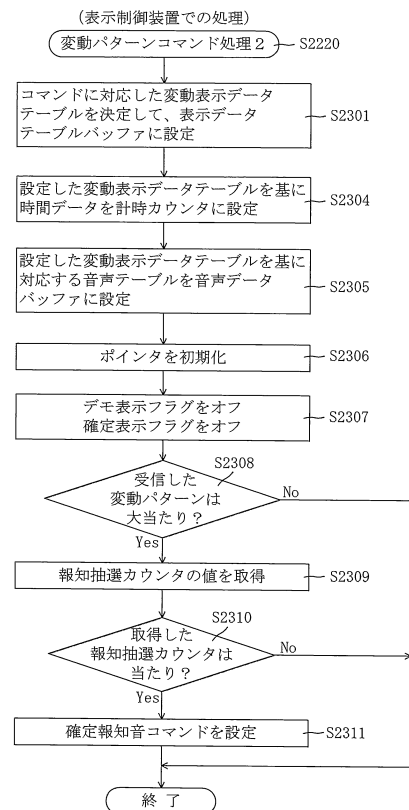 (表示制御装置での処理)
変動パターンコマンド処理２
S2220
コマンドに対応した変動表示データ
テーブルを決定して、表示データ
テーブルバッファに設定
S2301
設定した変動表示データテーブルを基に
時間データを計時カウンタに設定
S2304
設定した変動表示データテーブルを基に
対応する音声テーブルを音声データ
バッファに設定
S2305
ポインタを初期化
S2306
デモ表示フラグをオフ
確定表示フラグをオフ
S2307
S2308
受信した
変動パターンは
大当たり？
No
Yes
報知抽選カウンタの値を取得
S2309
S2310
取得した
報知抽選カウンタは
当たり？
No
Yes
確定報知音コマンドを設定
S2311
終 了